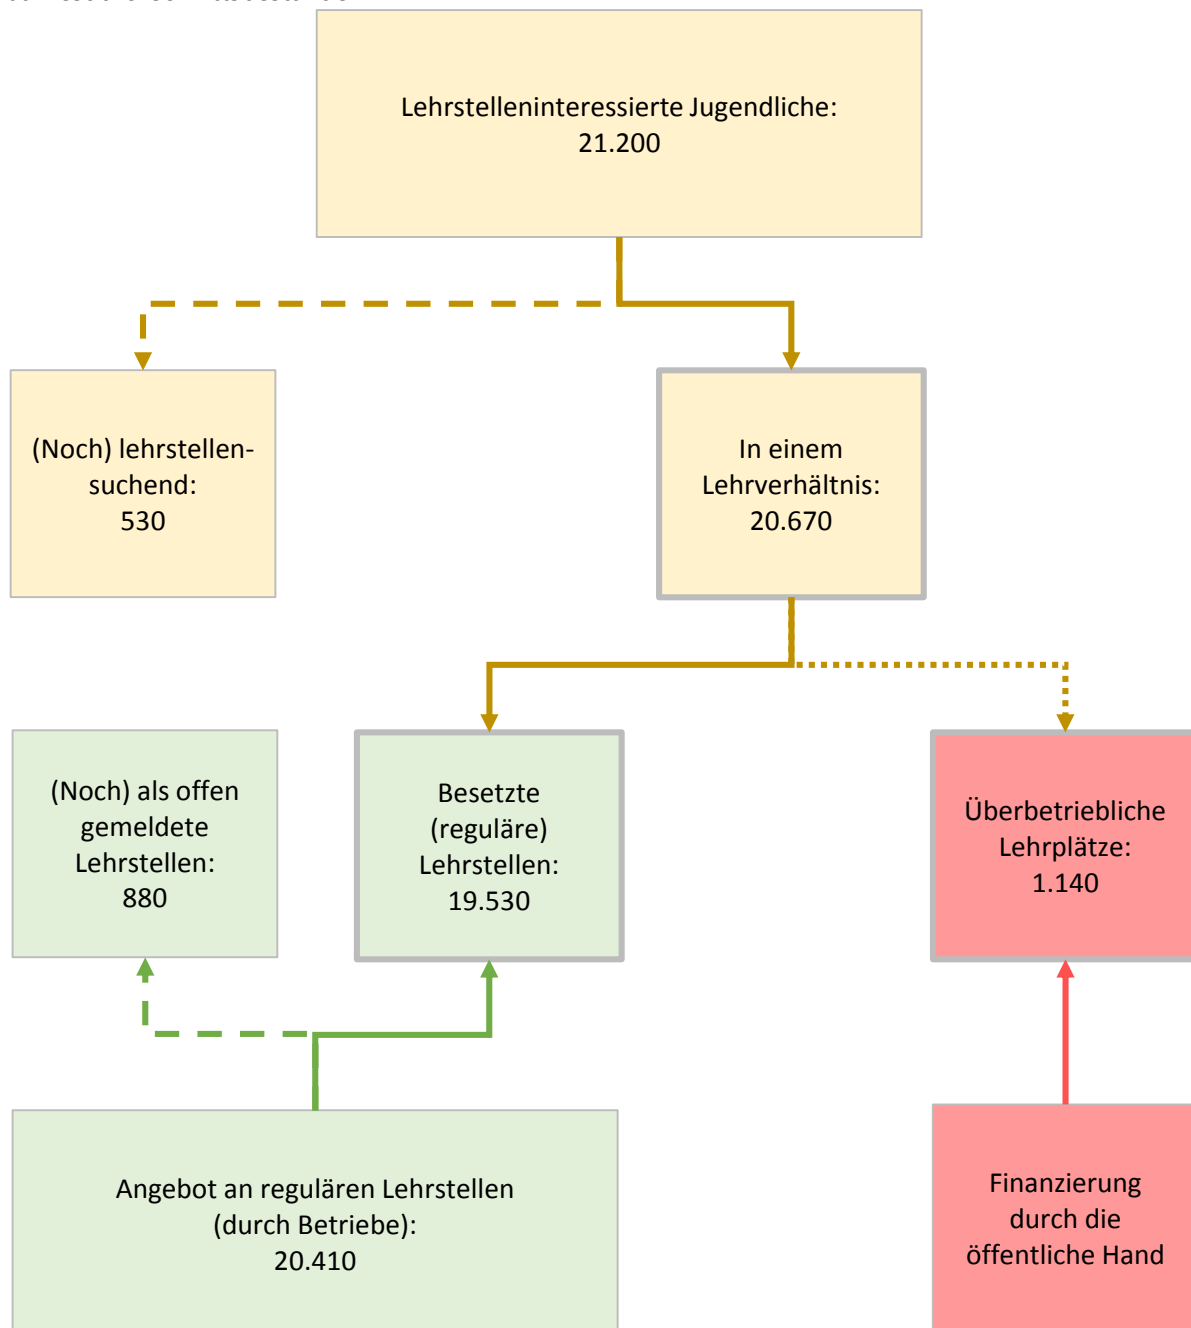 Lehrstelleninteressierte Jugendliche:
21.200
(Noch) lehrstellen-
suchend:
530
In einem
Lehrverhältnis:
20.670
(Noch) als offen
gemeldete
Lehrstellen:
880
Besetzte
(reguläre)
Lehrstellen:
19.530
Überbetriebliche
Lehrplätze:
1.140
Angebot an regulären Lehrstellen
(durch Betriebe):
20.410
Finanzierung
durch die
öffentliche Hand